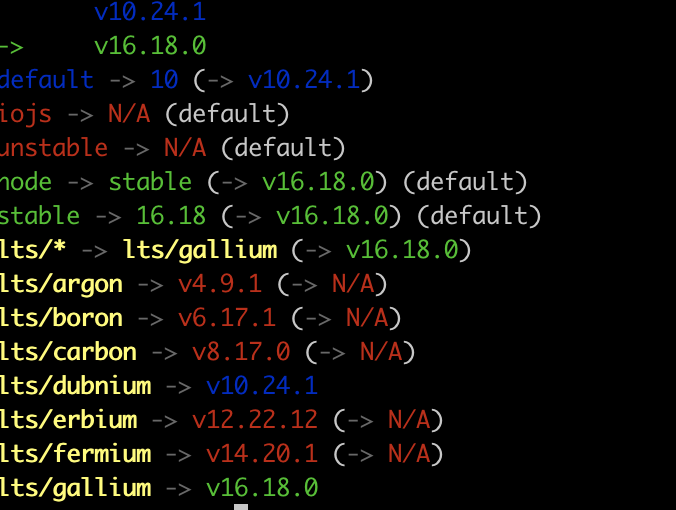 v10.24.1
-> v16.18.0
default -> 10 (-> v10.24.1)
iojs -> N/A (default)
unstable -> N/A (default)
node -> stable (-> v16.18.0) (default)
stable -> 16.18 (-> v16.18.0) (default)
lts/* -> lts/gallium (-> v16.18.0)
lts/argon -> v4.9.1 (-> N/A)
lts/boron -> v6.17.1 (-> N/A)
lts/carbon -> v8.17.0 (-> N/A)
lts/dubnium -> v10.24.1
lts/erbium -> v12.22.12 (-> N/A)
lts/fermium -> v14.20.1 (-> N/A)
lts/gallium -> v16.18.0